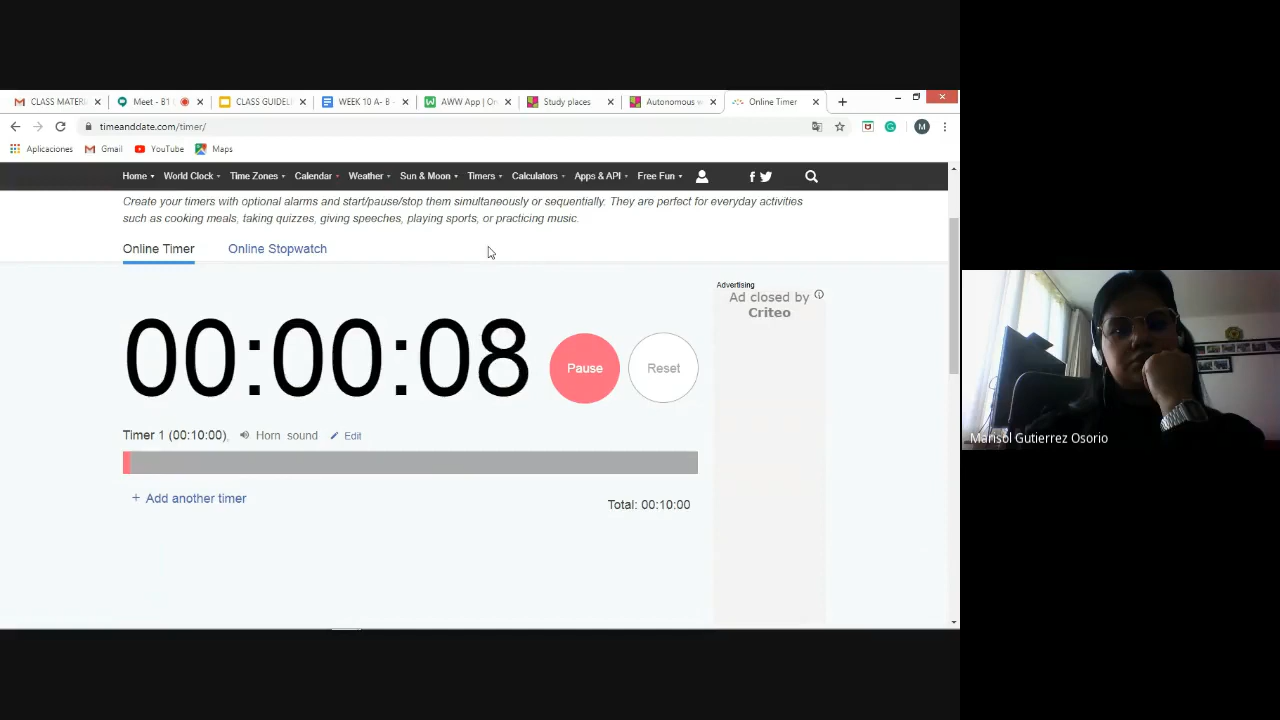 CLASS MATERI
Meet - B1
CLASS GUIDEL
WEEK 10 A- B -
AWW App | On
Study places
Autonomous w
Online Timer
timeanddate.com/timer/
M
Aplicaciones
Gmail
YouTube
Maps
Home
World Clock
Time Zones
Calendar
Weather
Sun & Moon
Timers
Calculators
Apps & API
Free Fun
Create your timers with optional alarms and start/pause/stop them simultaneously or sequentially. They are perfect for everyday activities
such as cooking meals, taking quizzes, giving speeches, playing sports, or practicing music.
Online Timer
Online Stopwatch
Advertising
Ad closed by
Criteo
00:00:08
Pause
Reset
Timer 1 (00:10:00),
Horn sound
Edit
+ Add another timer
Total: 00:10:00
Marisol Gutierrez Osorio